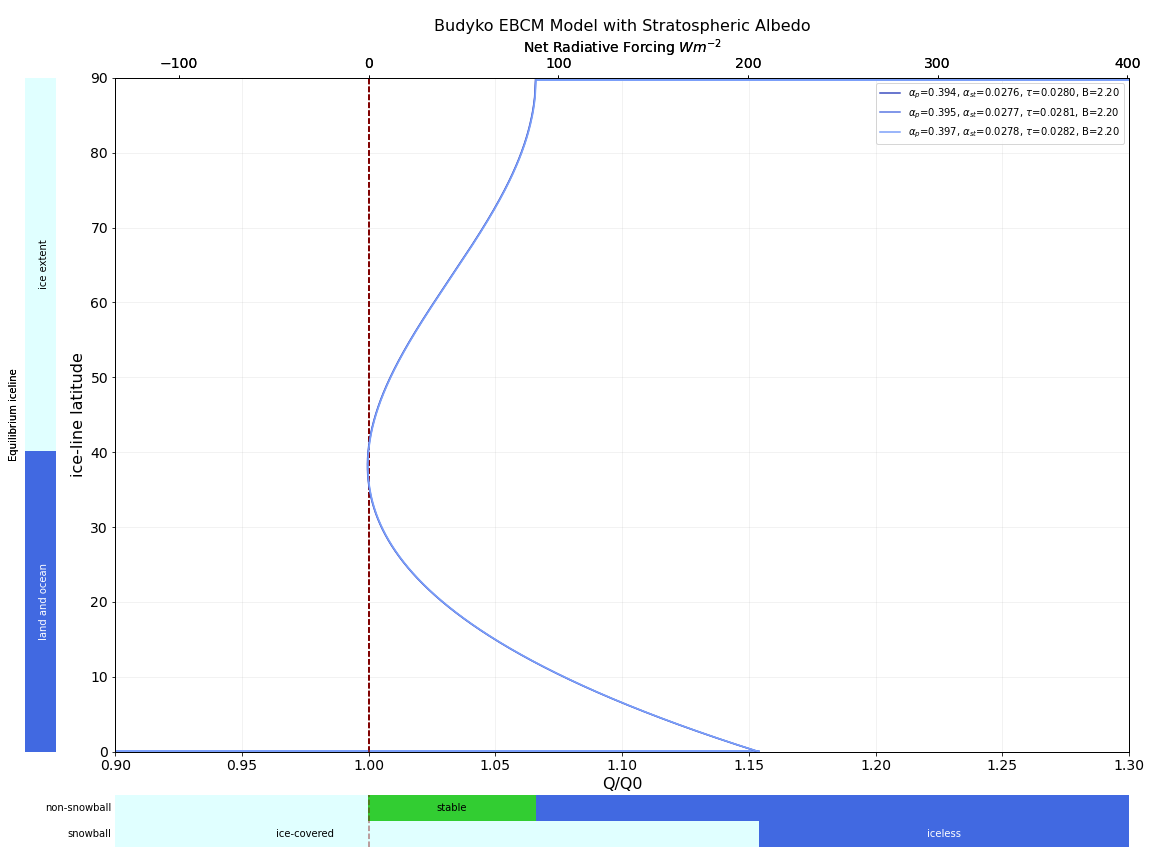 Budyko EBCM Model with Stratospheric Albedo
Net Radiative Forcing Wm⁻²
−100 0 100 200 300 400
90
80
70
60
50
40
30
20
10
0
ice-line latitude
Equilibrium iceline
ice extent
land and ocean
αp=0.394, αst=0.0276, τ=0.0280, B=2.20
αp=0.395, αst=0.0277, τ=0.0281, B=2.20
αp=0.397, αst=0.0278, τ=0.0282, B=2.20
0.90 0.95 1.00 1.05 1.10 1.15 1.20 1.25 1.30
Q/Q0
non-snowball
stable
snowball
ice-covered
iceless